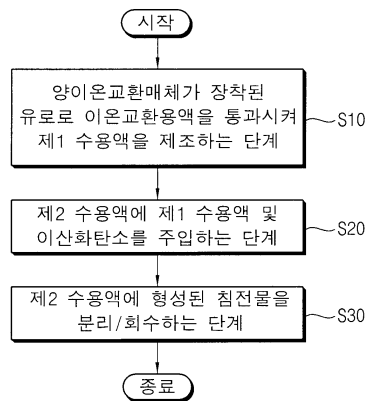 시작
양이온교환매체가 장착된
유로로 이온교환용액을 통과시켜
제1 수용액을 제조하는 단계
S10
제2 수용액에 제1 수용액 및
이산화탄소를 주입하는 단계
S20
제2 수용액에 형성된 침전물을
분리/회수하는 단계
S30
종료